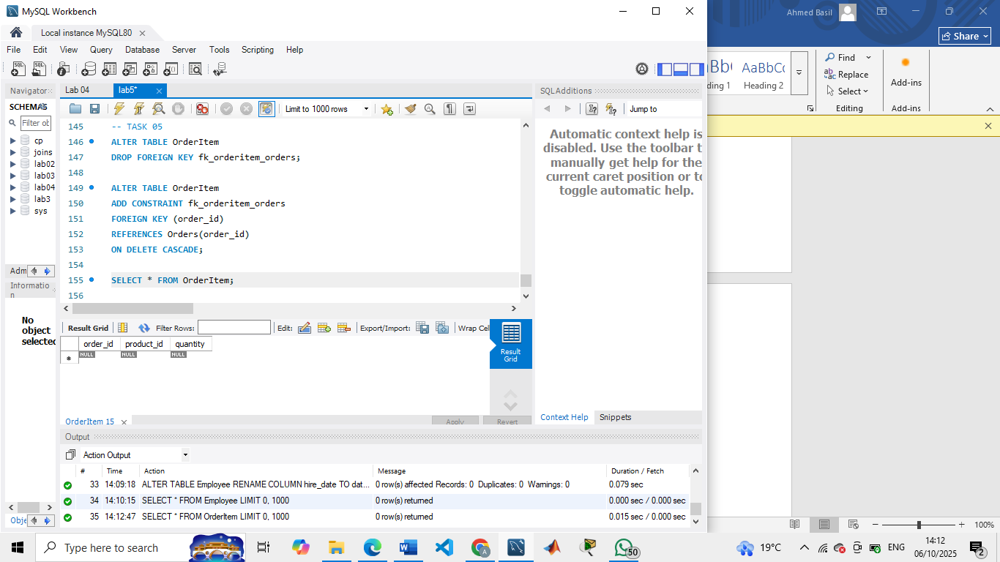 MySQL Workbench
Ahmed Basil
Local instance MySQL80
Share
File Edit View Query Database Server Tools Scripting Help
Find
Replace
Select
Editing
Add-ins
Add-ins
AaBbCc
Heading 2
Navigator
SCHEMAS
cp
joins
lab02
lab03
lab04
lab3
sys
Lab 04 lab5*
Limit to 1000 rows
145 -- TASK 05
146 ALTER TABLE OrderItem
147 DROP FOREIGN KEY fk_orderitem_orders;
148
149 ALTER TABLE OrderItem
150 ADD CONSTRAINT fk_orderitem_orders
151 FOREIGN KEY (order_id)
152 REFERENCES Orders(order_id)
153 ON DELETE CASCADE;
154
155 SELECT * FROM OrderItem;
156
SQLAdditions
Jump to
Automatic context help is
disabled. Use the toolbar t
manually get help for the
current caret position or to
toggle automatic help.
Adm
Informatio
n
No
object
selected
Obje
Result Grid Filter Rows: Edit: Export/Import: Wrap Cel
order_id product_id quantity
NULL NULL NULL
Result
Grid
OrderItem 15
Apply Revert
Context Help Snippets
Output
Action Output
# Time Action Message Duration / Fetch
33 14:09:18 ALTER TABLE Employee RENAME COLUMN hire_date TO dat... 0 row(s) affected Records: 0 Duplicates: 0 Warnings: 0 0.079 sec
34 14:10:15 SELECT * FROM Employee LIMIT 0, 1000 0 row(s) returned 0.000 sec / 0.000 sec
35 14:12:47 SELECT * FROM OrderItem LIMIT 0, 1000 0 row(s) returned 0.015 sec / 0.000 sec
100%
Type here to search
50
19°C
ENG
14:12
06/10/2025
2